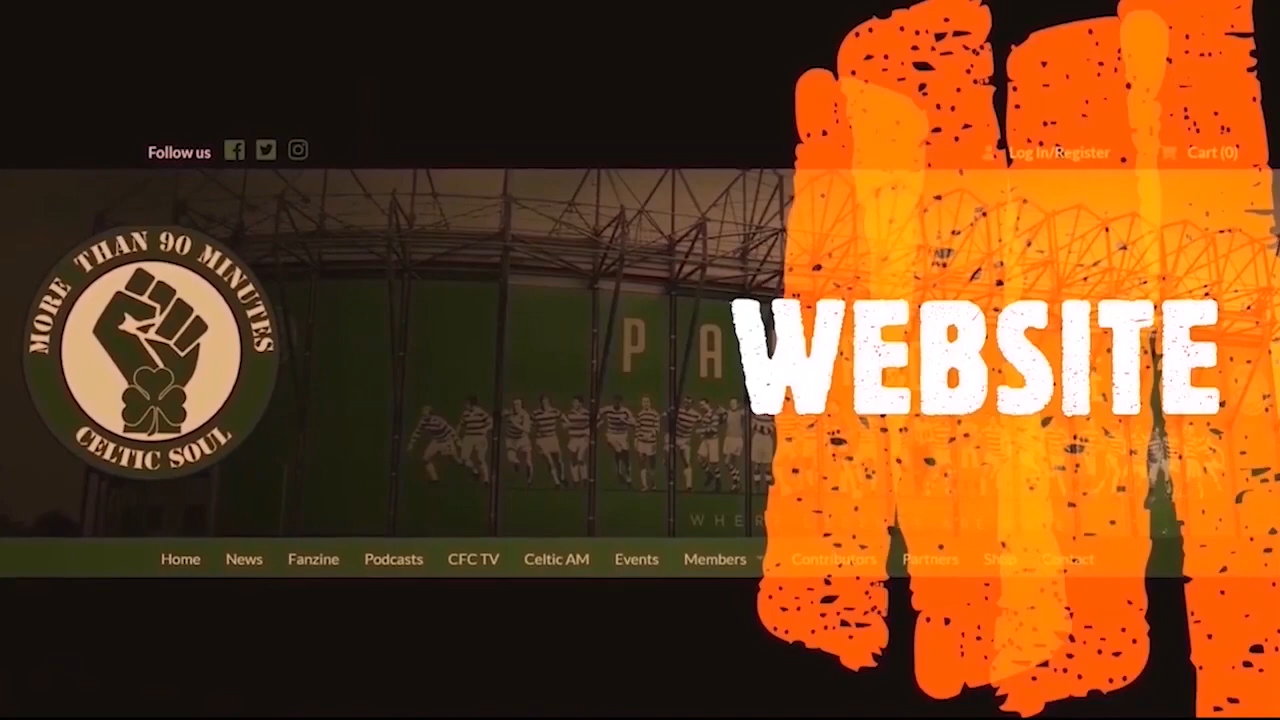 Follow us
Log In/Register
Cart (0)
MORE THAN 90 MINUTES
CELTIC SOUL
P A
WEBSITE
WHER
Home News Fanzine Podcasts CFC TV Celtic AM Events Members Contributors Partners Shop Contact